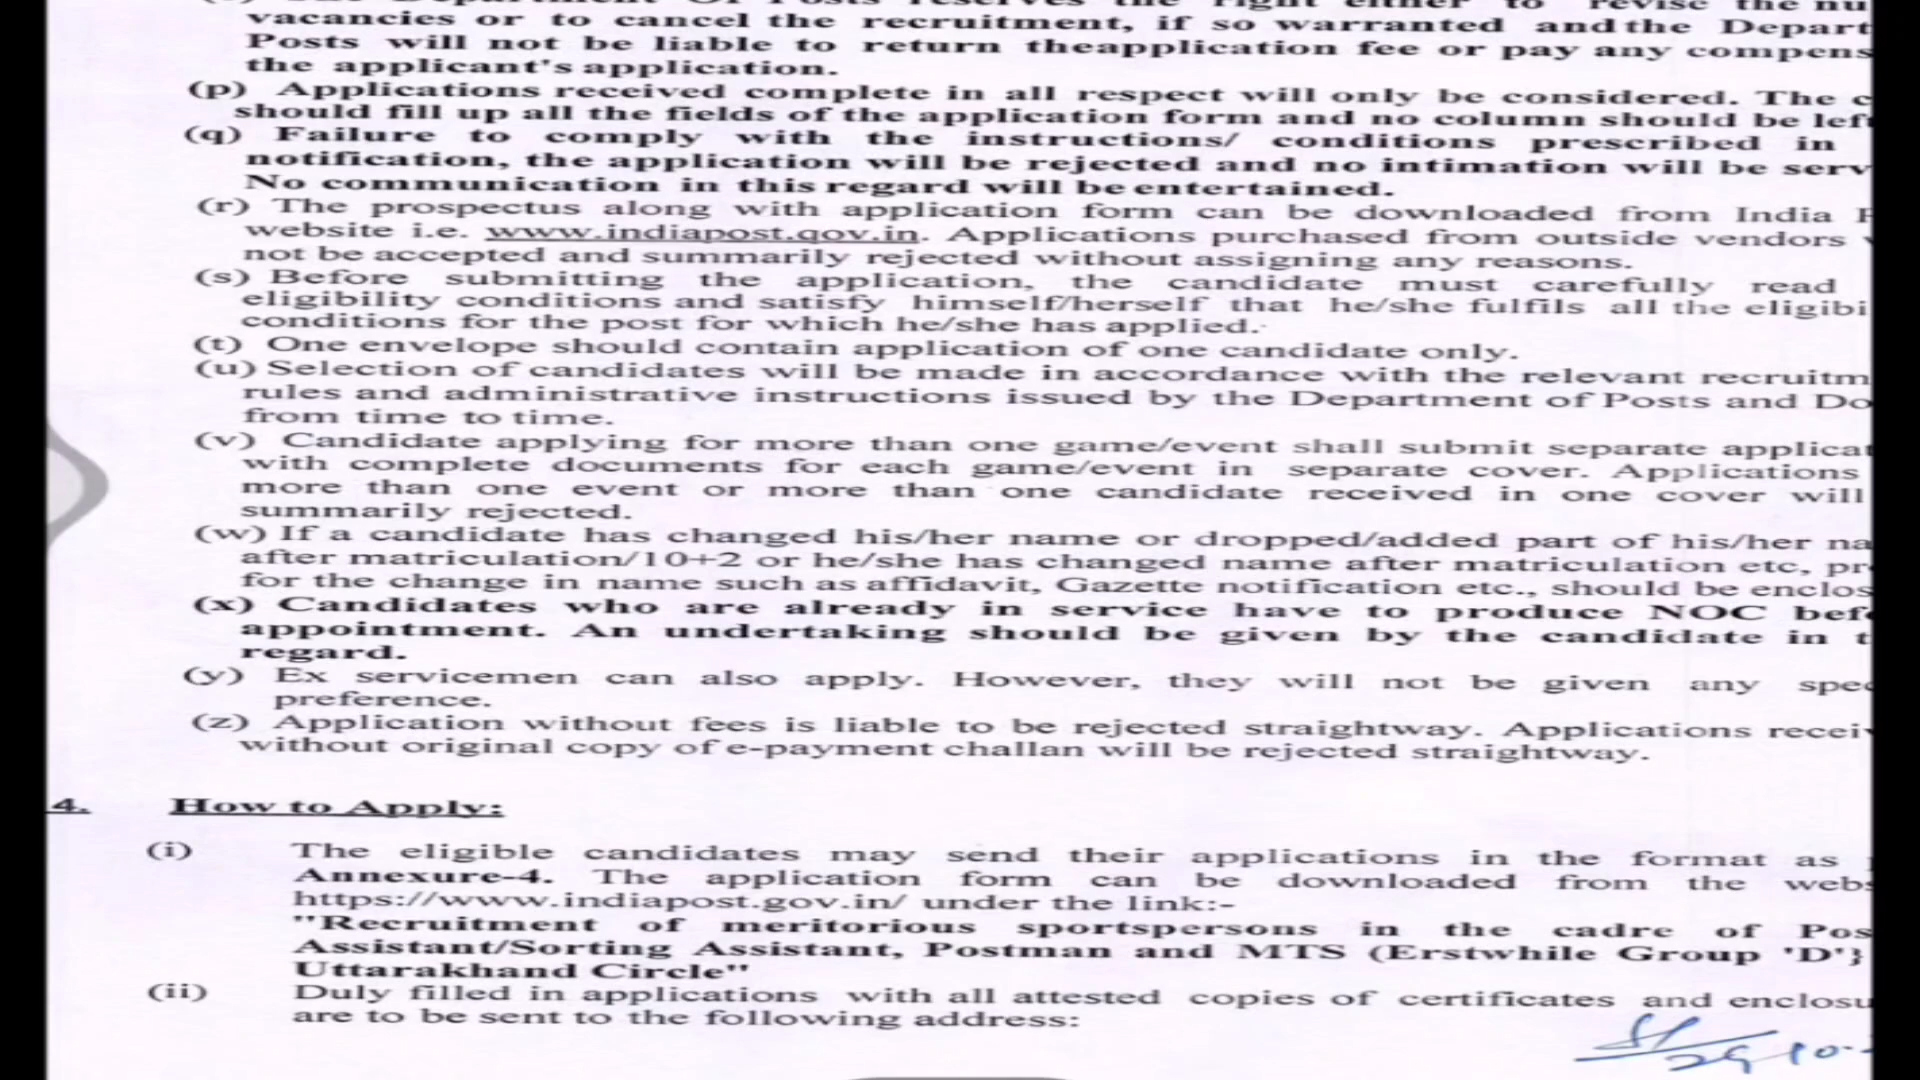 vacancies or to cancel the recruitment, if so warranted and the Depart
Posts will not be liable to return theapplication fee or pay any compens
the applicant's application.
(p) Applications received complete in all respect will only be considered. The c
should fill up all the fields of the application form and no column should be left
(q) Failure to comply with the instructions/ conditions prescribed in
notification, the application will be rejected and no intimation will be serv
No communication in this regard will be entertained.
(r) The prospectus along with application form can be downloaded from India P
website i.e. www.indiapost.gov.in. Applications purchased from outside vendors
not be accepted and summarily rejected without assigning any reasons.
(s) Before submitting the application, the candidate must carefully read
eligibility conditions and satisfy himself/herself that he/she fulfils all the eligibi
conditions for the post for which he/she has applied.
(t) One envelope should contain application of one candidate only.
(u) Selection of candidates will be made in accordance with the relevant recruitm
rules and administrative instructions issued by the Department of Posts and Do
from time to time.
(v) Candidate applying for more than one game/event shall submit separate applicat
with complete documents for each game/event in separate cover. Applications
more than one event or more than one candidate received in one cover will
summarily rejected.
(w) If a candidate has changed his/her name or dropped/added part of his/her na
after matriculation/10+2 or he/she has changed name after matriculation etc, pr
for the change in name such as affidavit, Gazette notification etc., should be enclos
(x) Candidates who are already in service have to produce NOC bef
appointment. An undertaking should be given by the candidate in t
regard.
(y) Ex servicemen can also apply. However, they will not be given any spec
preference.
(z) Application without fees is liable to be rejected straightway. Applications recei
without original copy of e-payment challan will be rejected straightway.
4. How to Apply:
(i) The eligible candidates may send their applications in the format as
Annexure-4. The application form can be downloaded from the webs
https://www.indiapost.gov.in/ under the link:-
"Recruitment of meritorious sportspersons in the cadre of Pos
Assistant/Sorting Assistant, Postman and MTS (Erstwhile Group 'D'}
Uttarakhand Circle"
(ii) Duly filled in applications with all attested copies of certificates and enclosu
are to be sent to the following address: